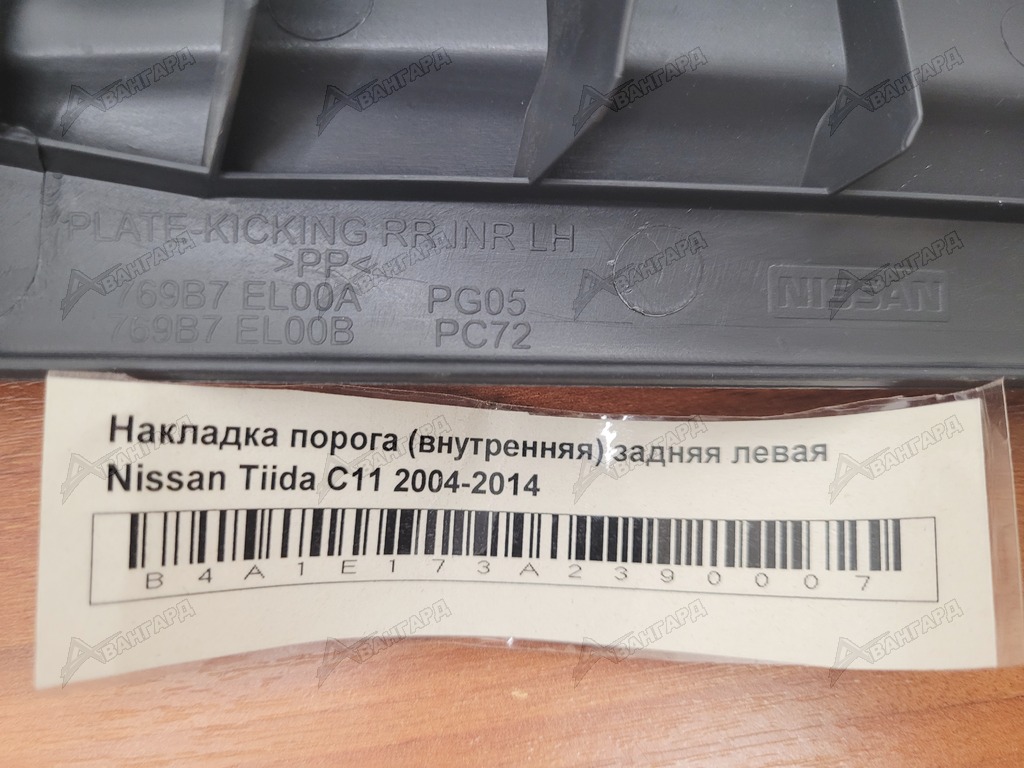 PLATE-KICKING RR INR LH
>PP<
769B7 EL00A PG05
769B7 EL00B PC72
NISSAN
Накладка порога (внутренняя) задняя левая
Nissan Tiida C11 2004-2014
B4A1E173A2390007
АВАНГАРД